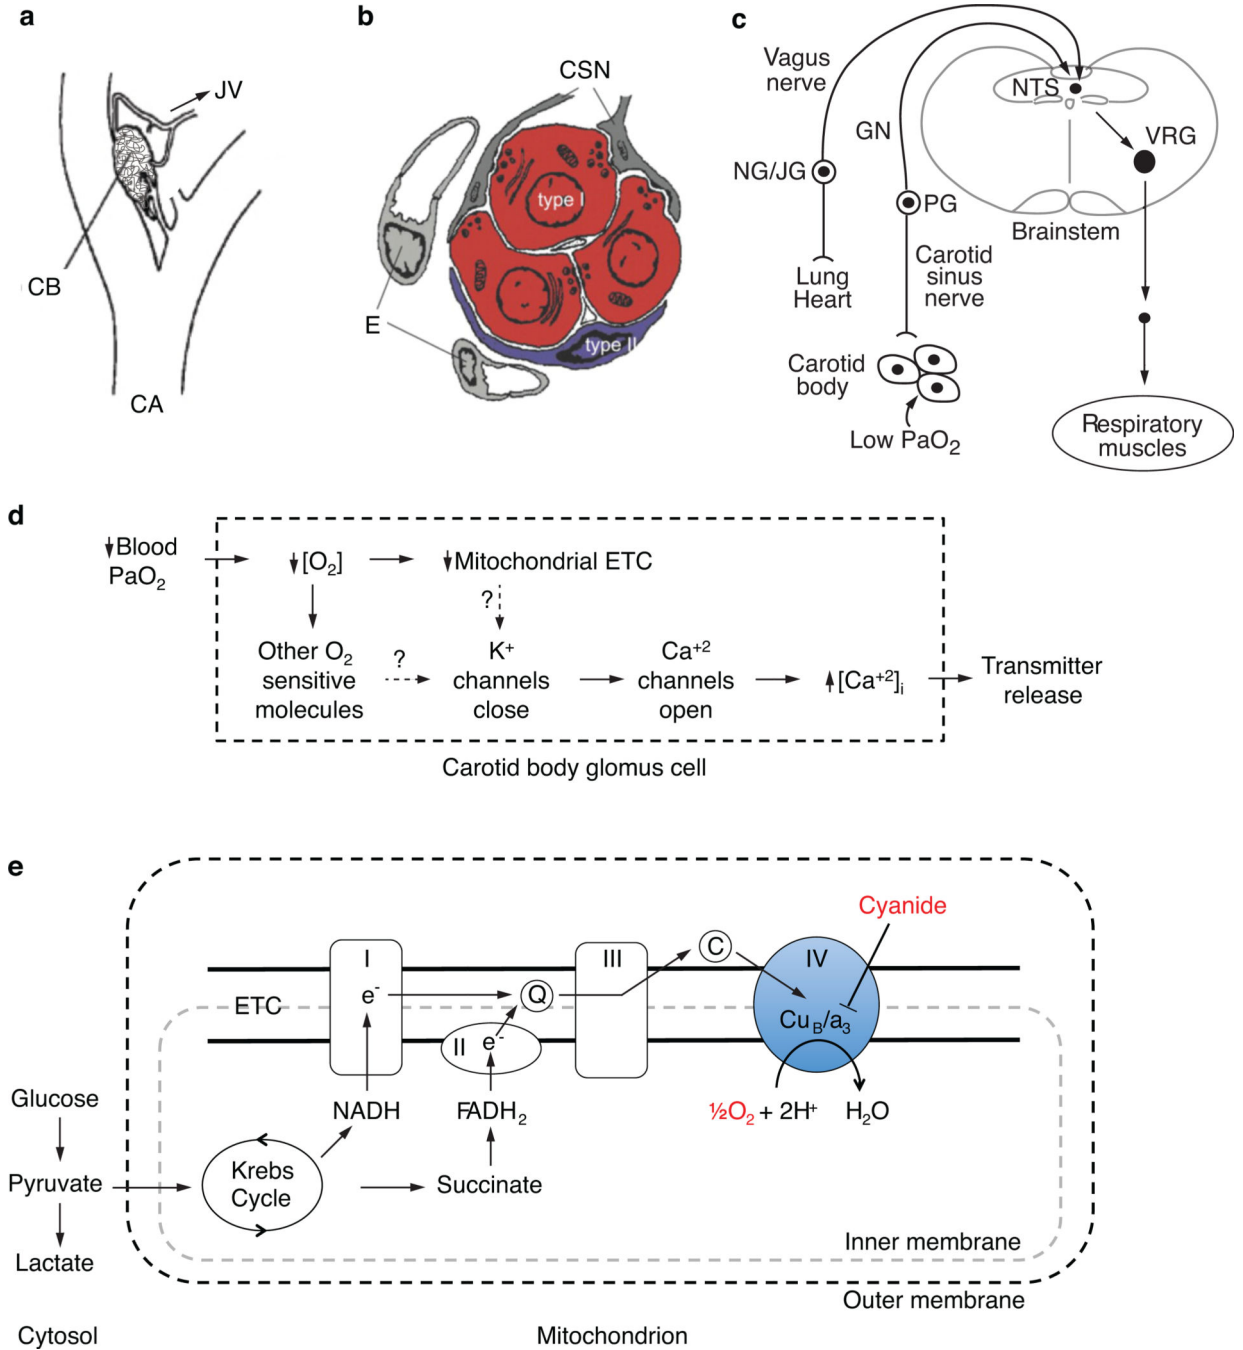 a
JV
CB
CA
b
CSN
type I
E
type II
c
Vagus
nerve
NTS
GN
VRG
NG/JG
PG
Brainstem
Lung
Heart
Carotid
sinus
nerve
Carotid
body
Low PaO2
Respiratory
muscles
d
Blood
PaO2
[O2]
Mitochondrial ETC
?
Other O2
sensitive
molecules
?
K+
channels
close
Ca+2
channels
open
[Ca+2]i
Transmitter
release
Carotid body glomus cell
e
Cyanide
I
III
C
IV
ETC
e-
Q
CuB/a3
II
e-
Glucose
NADH
FADH2
½O2 + 2H+
H2O
Pyruvate
Krebs
Cycle
Succinate
Lactate
Inner membrane
Outer membrane
Cytosol
Mitochondrion